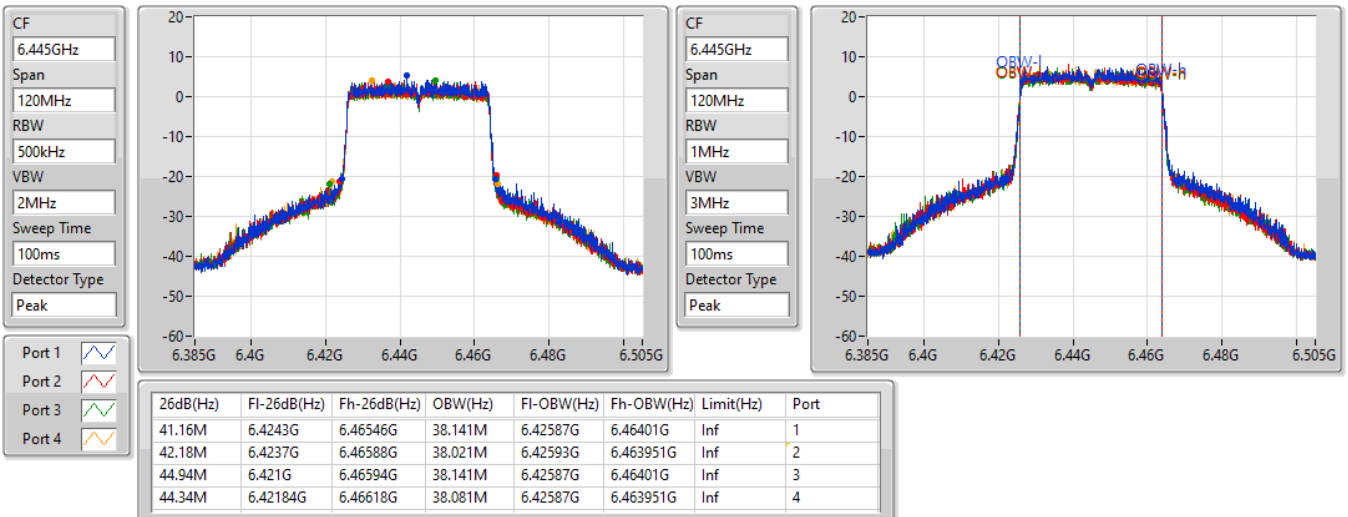 CF
6.445GHz
Span
120MHz
RBW
500kHz
VBW
2MHz
Sweep Time
100ms
Detector Type
Peak
20
10
0
-10
-20
-30
-40
-50
-60
6.385G 6.4G 6.42G 6.44G 6.46G 6.48G 6.505G
CF
6.445GHz
Span
120MHz
RBW
1MHz
VBW
3MHz
Sweep Time
100ms
Detector Type
Peak
20
10
0
-10
-20
-30
-40
-50
-60
OBW-l
OBW-h
6.385G 6.4G 6.42G 6.44G 6.46G 6.48G 6.505G
Port 1
Port 2
Port 3
Port 4
26dB(Hz) Fl-26dB(Hz) Fh-26dB(Hz) OBW(Hz) Fl-OBW(Hz) Fh-OBW(Hz) Limit(Hz) Port
41.16M 6.4243G 6.46546G 38.141M 6.42587G 6.46401G Inf 1
42.18M 6.4237G 6.46588G 38.021M 6.42593G 6.463951G Inf 2
44.94M 6.421G 6.46594G 38.141M 6.42587G 6.46401G Inf 3
44.34M 6.42184G 6.46618G 38.081M 6.42587G 6.463951G Inf 4